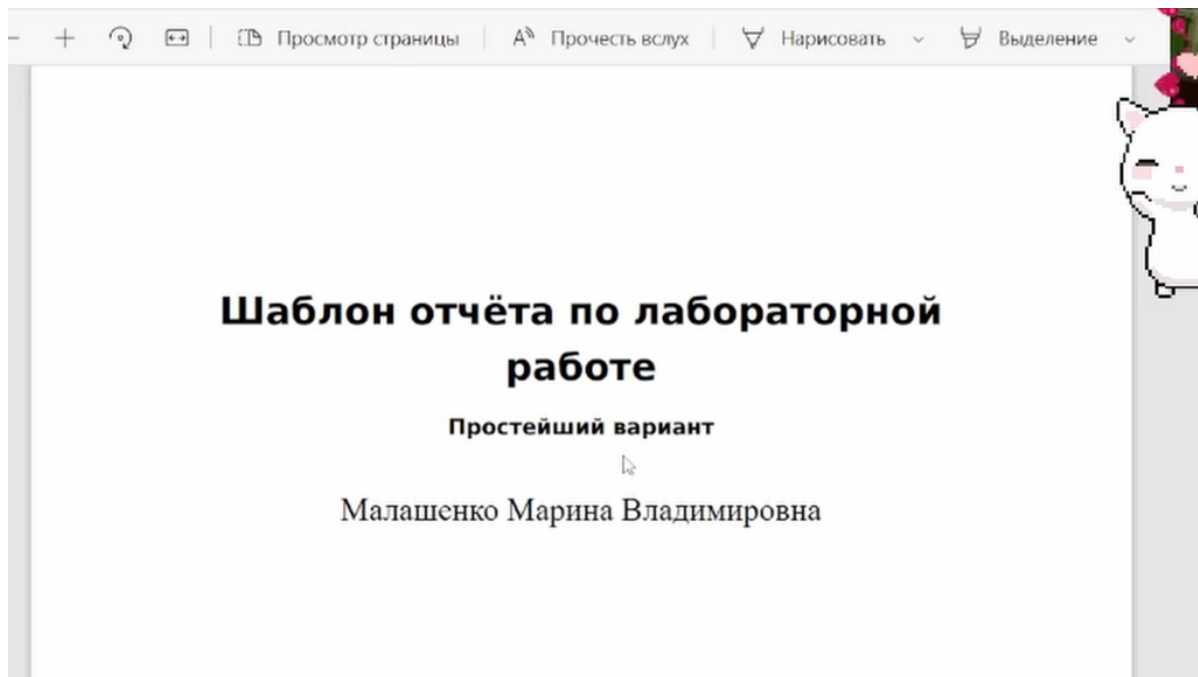 Просмотр страницы Прочесть вслух Нарисовать Выделение
Шаблон отчёта по лабораторной
работе
Простейший вариант
Малашенко Марина Владимировна